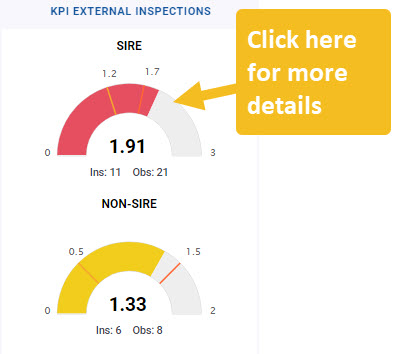 KPI EXTERNAL INSPECTIONS
SIRE
1.2
1.7
0
3
1.91
Ins: 11 Obs: 21
Click here
for more
details
NON-SIRE
0.5
1.5
0
2
1.33
Ins: 6 Obs: 8